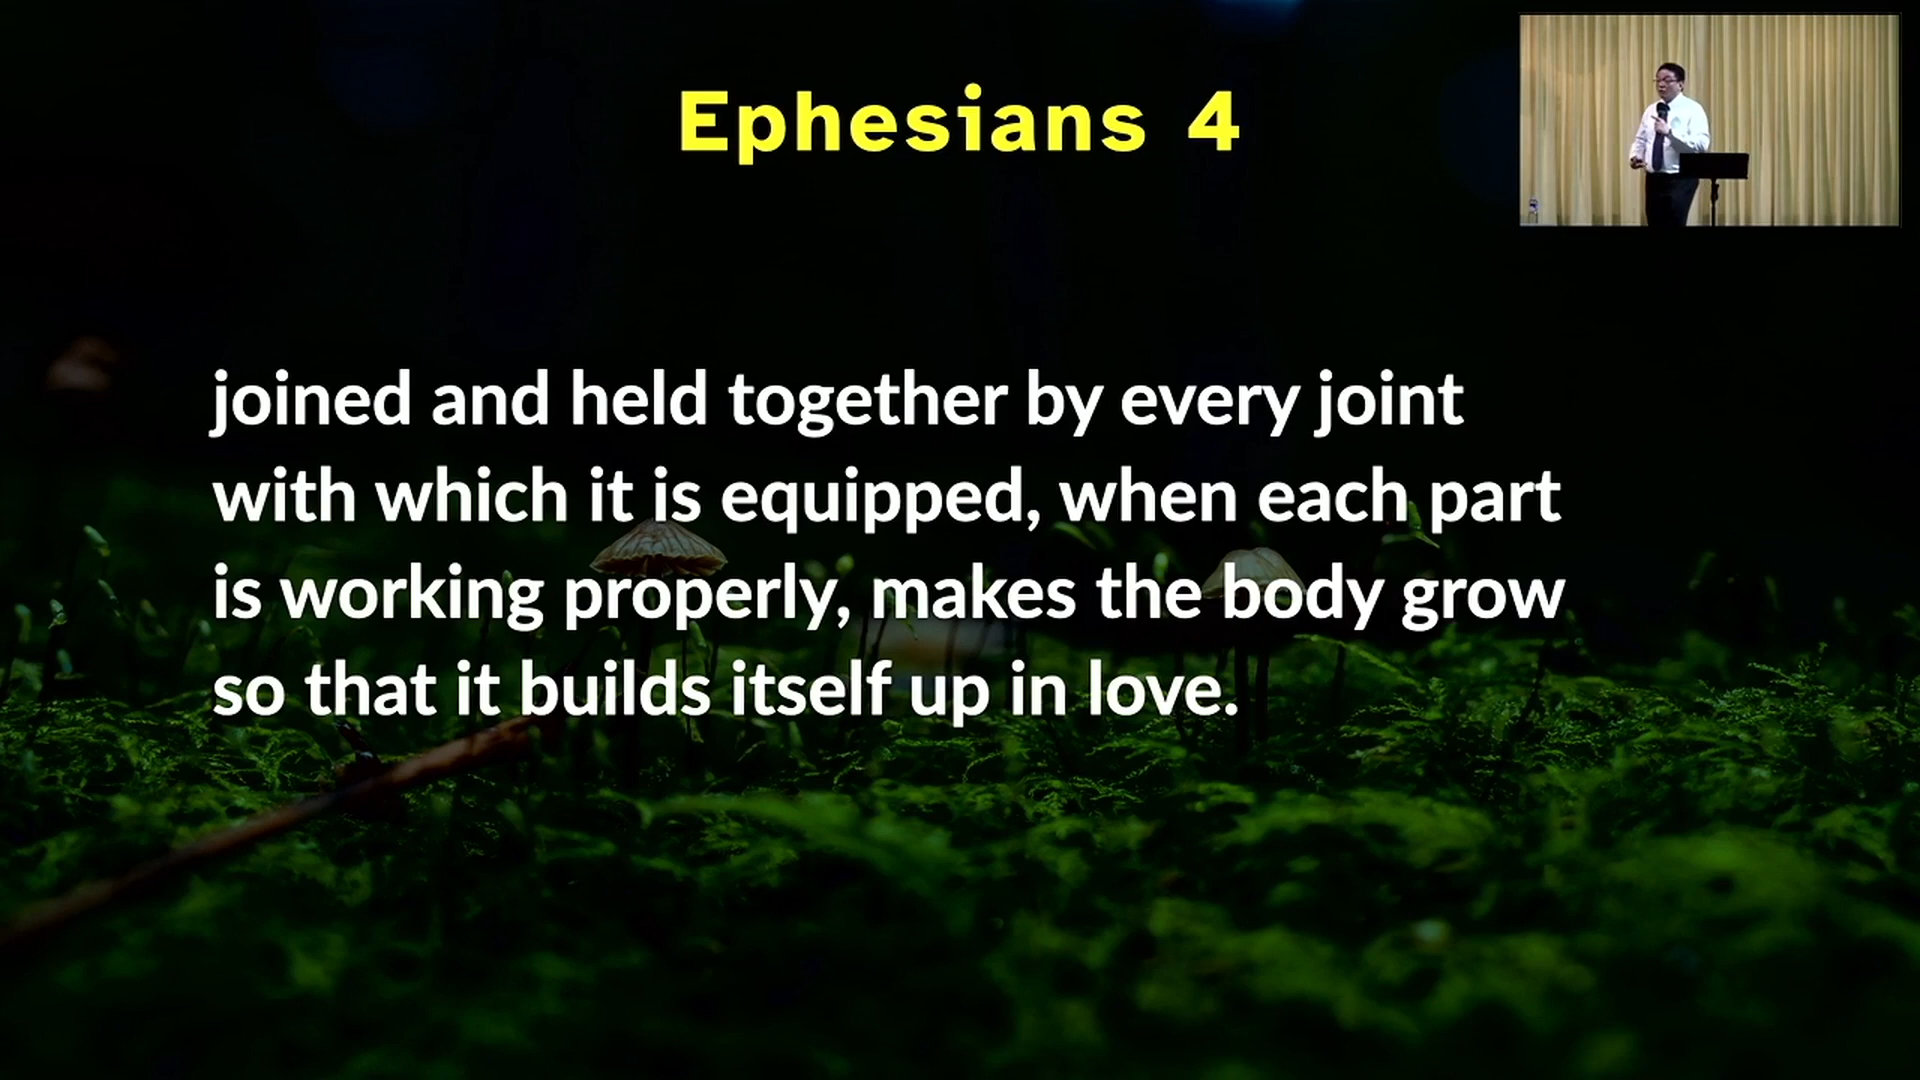 Ephesians 4
joined and held together by every joint
with which it is equipped, when each part
is working properly, makes the body grow
so that it builds itself up in love.